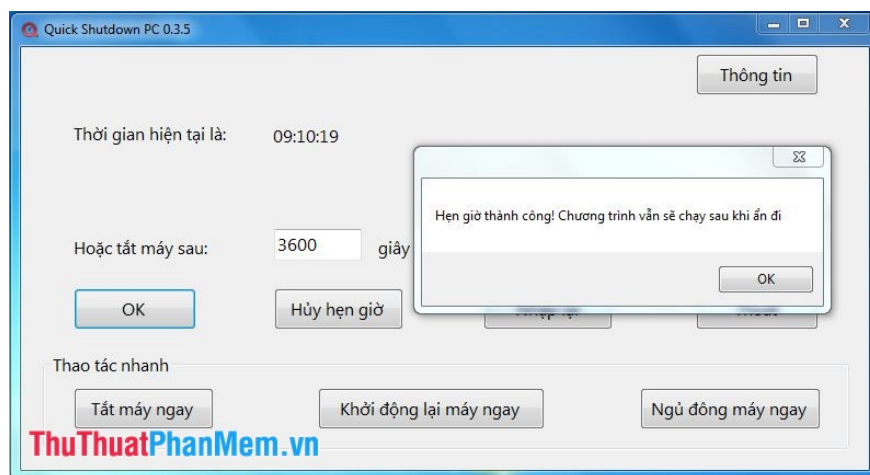 Quick Shutdown PC 0.3.5
Thông tin
Thời gian hiện tại là: 09:10:19
Hẹn giờ thành công! Chương trình vẫn sẽ chạy sau khi ẩn đi
OK
Hoặc tắt máy sau: 3600 giây
OK Hủy hẹn giờ
Thao tác nhanh
Tắt máy ngay Khởi động lại máy ngay Ngủ đông máy ngay
ThuThuatPhanMem.vn